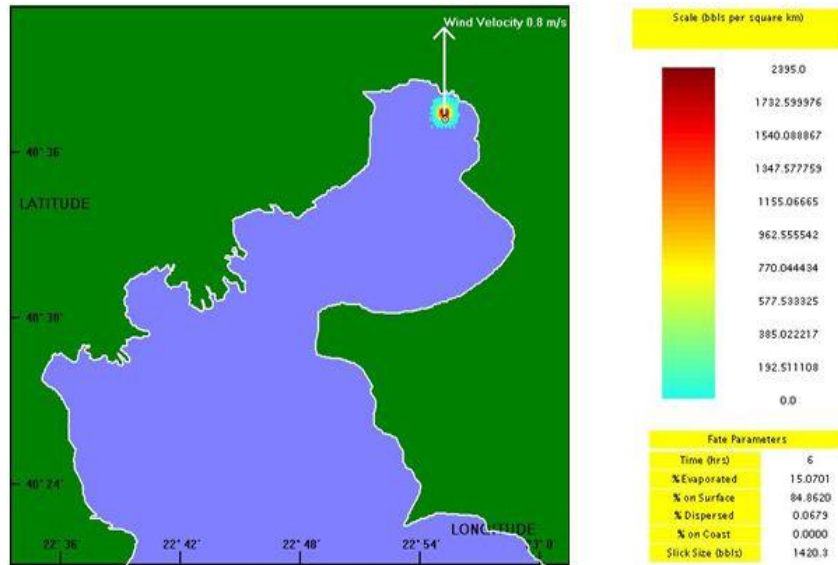 Wind Velocity 0.8 m/s
40° 36'
LATITUDE
40° 30'
40° 24'
LONGITUDE
22° 36'
22° 42'
22° 48'
22° 54'
23° 0'
Scale (bbls per square km)
2395.0
1732.599976
1540.088867
1347.577759
1155.06665
962.555542
770.044434
577.533325
385.022217
192.511108
0.0
Fate Parameters
Time (hrs) 6
% Evaporated 15.0701
% on Surface 84.8620
% Dispersed 0.0679
% on Coast 0.0000
Slick Size (bbls) 1420.3